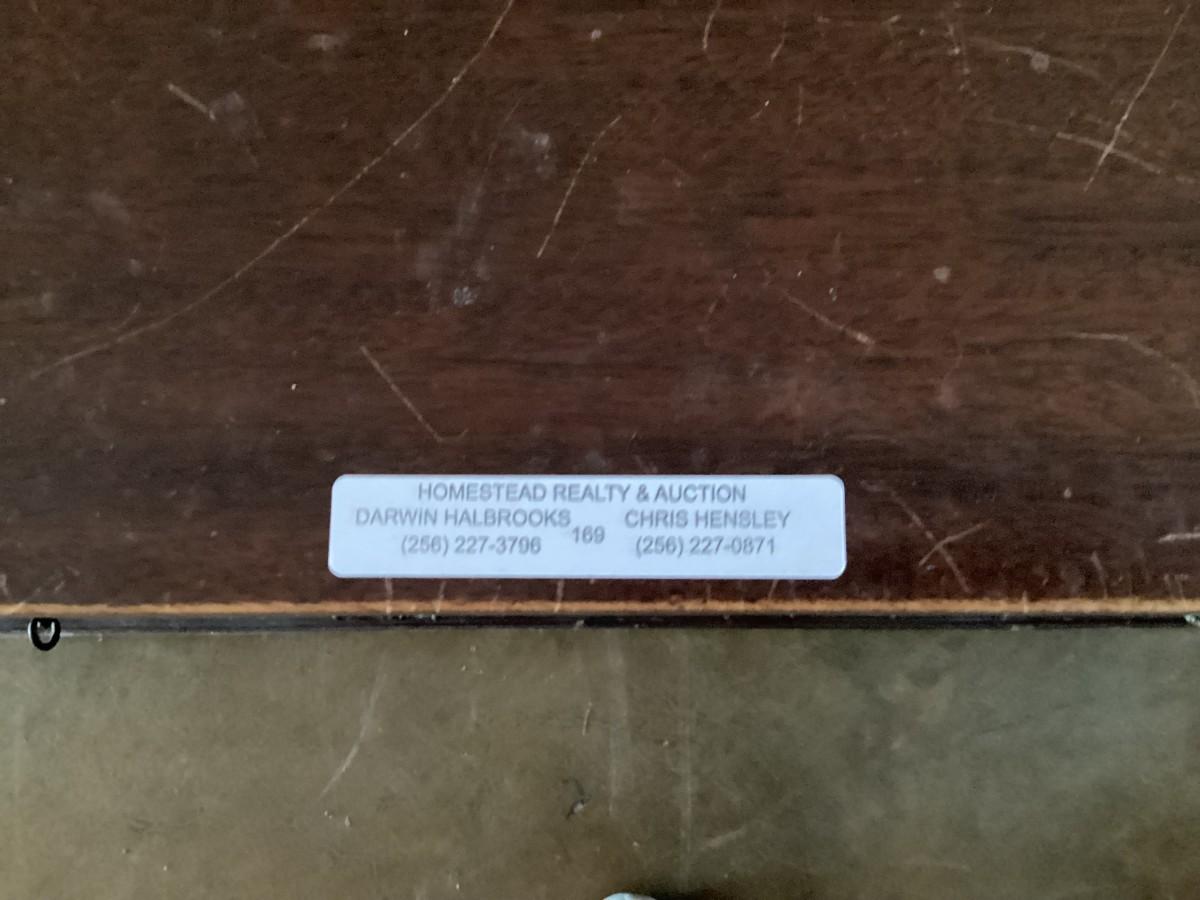 HOMESTEAD REALTY & AUCTION
DARWIN HALBROOKS 169 CHRIS HENSLEY
(256) 227-3796 (256) 227-0871